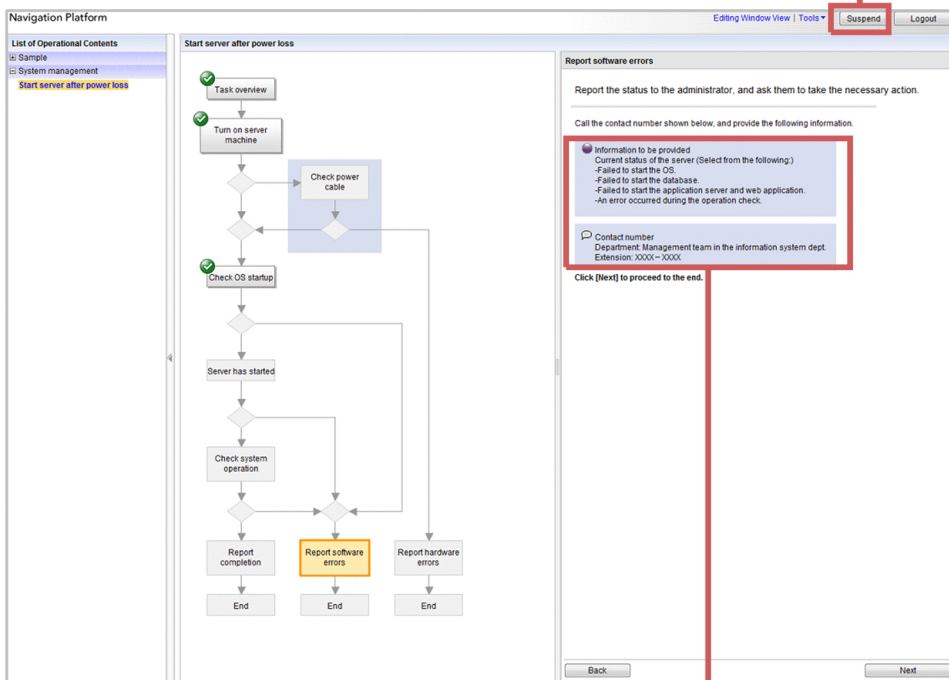 Navigation Platform
Editing Window View | Tools
Suspend
Logout
List of Operational Contents
Sample
System management
Start server after power loss
Start server after power loss
Task overview
Turn on server
machine
Check power
cable
Check OS startup
Server has started
Check system
operation
Report
completion
Report software
errors
Report hardware
errors
End
End
End
Report software errors
Report the status to the administrator, and ask them to take the necessary action.
Call the contact number shown below, and provide the following information.
Information to be provided
Current status of the server (Select from the following:)
-Failed to start the OS.
-Failed to start the database.
-Failed to start the application server and web application.
-An error occurred during the operation check.
Contact number
Department: Management team in the information system dept.
Extension: XXXX－XXXX
Click [Next] to proceed to the end.
Back
Next